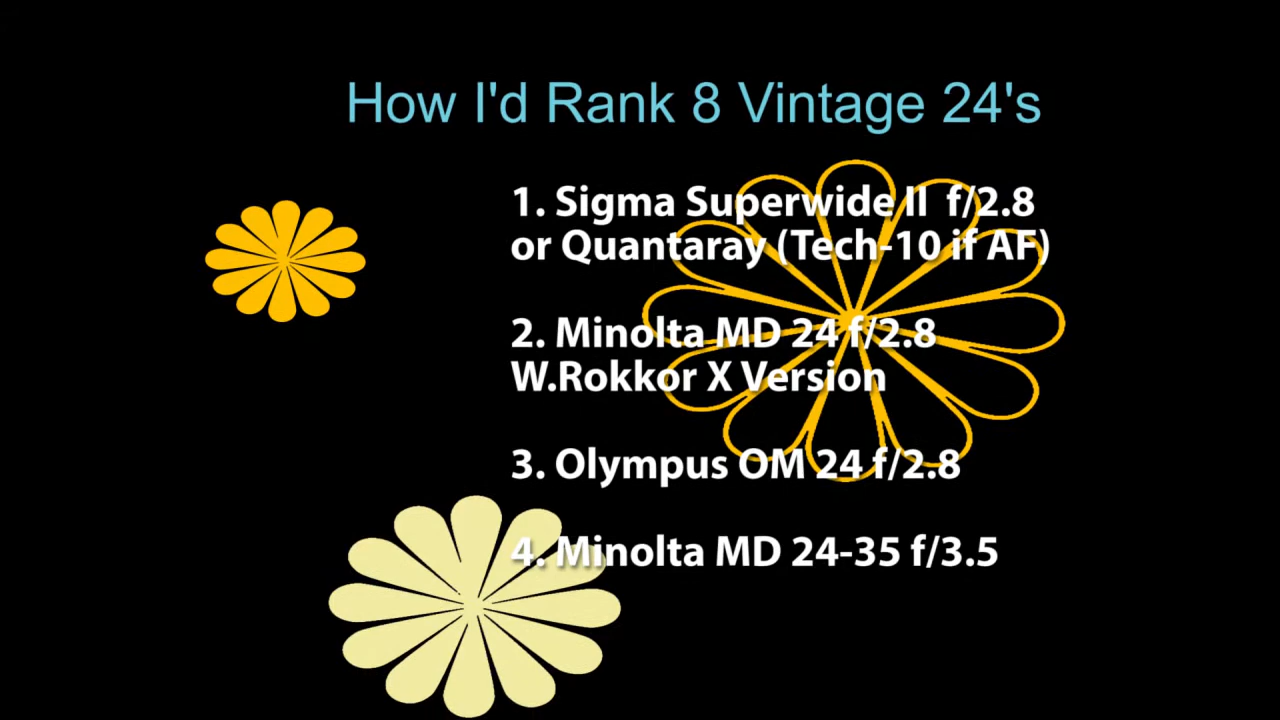 How I'd Rank 8 Vintage 24's
1. Sigma Superwide II f/2.8
or Quantaray (Tech-10 if AF)
2. Minolta MD 24 f/2.8
W.Rokkor X Version
3. Olympus OM 24 f/2.8
4. Minolta MD 24-35 f/3.5